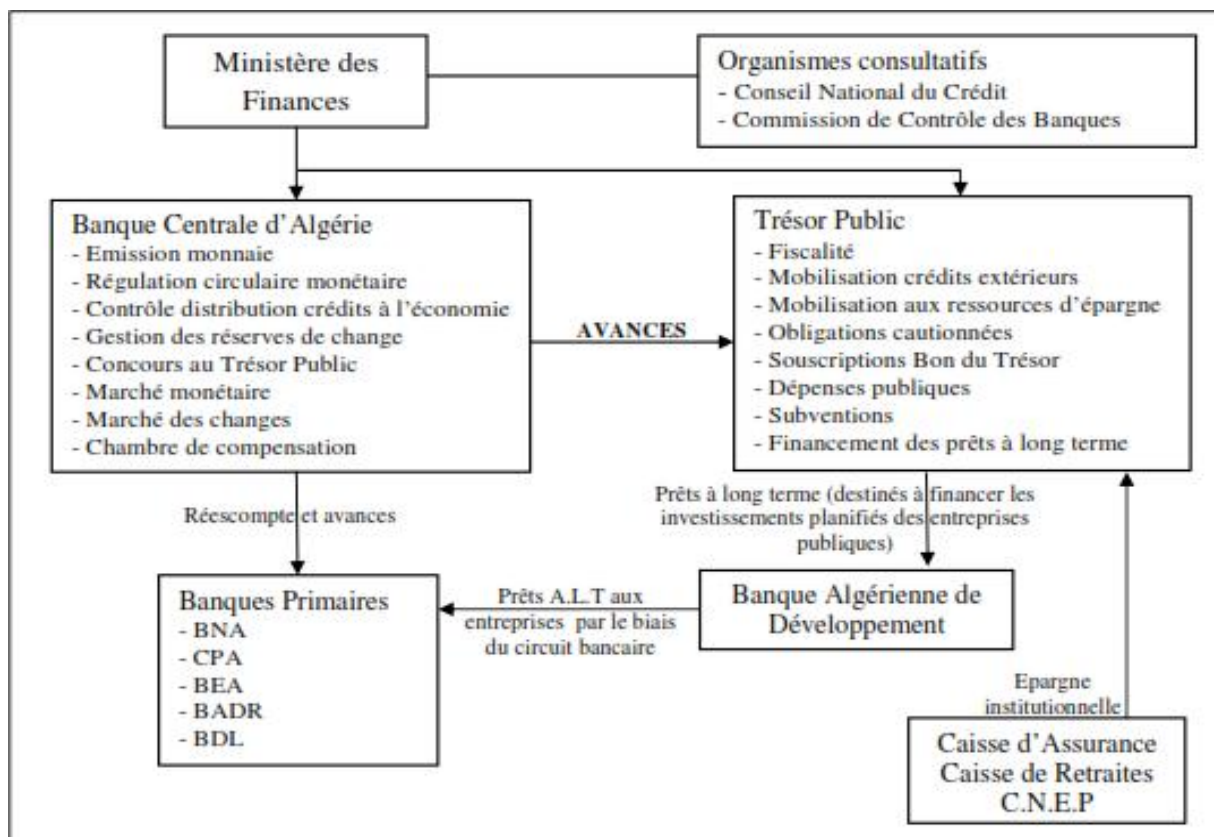 Ministère des
Finances
Organismes consultatifs
- Conseil National du Crédit
- Commission de Contrôle des Banques
Banque Centrale d'Algérie
- Emission monnaie
- Régulation circulaire monétaire
- Contrôle distribution crédits à l'économie
- Gestion des réserves de change
- Concours au Trésor Public
- Marché monétaire
- Marché des changes
- Chambre de compensation
AVANCES
Trésor Public
- Fiscalité
- Mobilisation crédits extérieurs
- Mobilisation aux ressources d'épargne
- Obligations cautionnées
- Souscriptions Bon du Trésor
- Dépenses publiques
- Subventions
- Financement des prêts à long terme
Réescompte et avances
Prêts à long terme (destinés à financer les
investissements planifiés des entreprises
publiques)
Banques Primaires
- BNA
- CPA
- BEA
- BADR
- BDL
Prêts A.L.T aux
entreprises par le biais
du circuit bancaire
Banque Algérienne de
Développement
Epargne
institutionnelle
Caisse d'Assurance
Caisse de Retraites
C.N.E.P